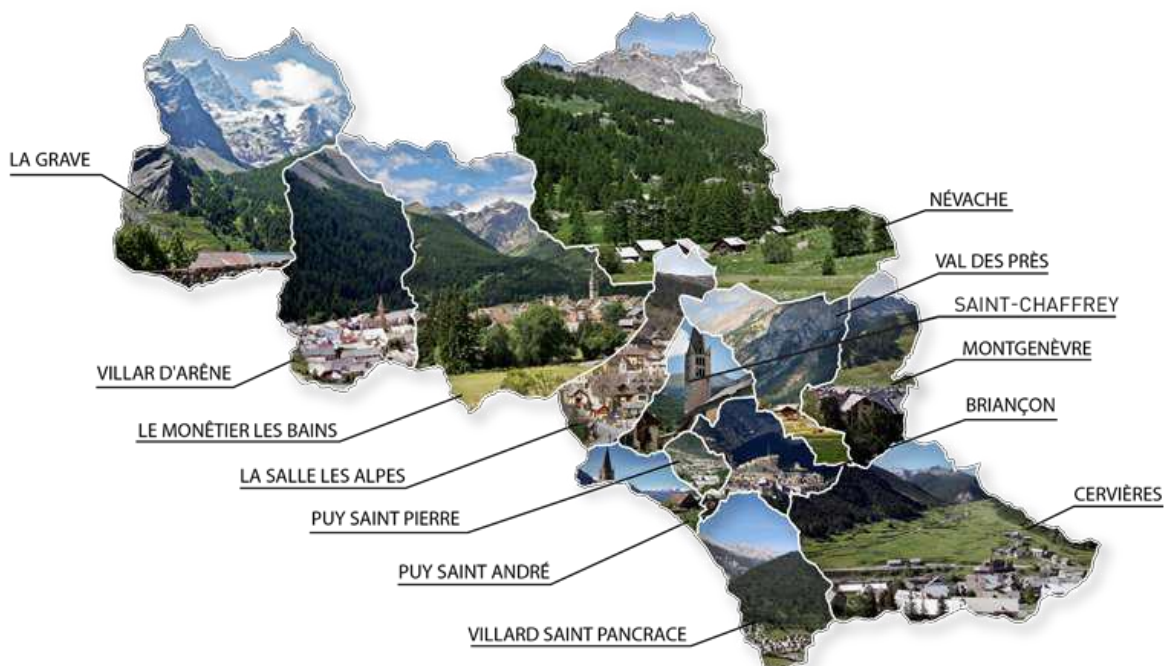 LA GRAVE
NÉVACHE
VAL DES PRÈS
SAINT-CHAFFREY
MONTGENÈVRE
VILLAR D'ARÊNE
BRIANÇON
LE MONÊTIER LES BAINS
LA SALLE LES ALPES
CERVIÈRES
PUY SAINT PIERRE
PUY SAINT ANDRÉ
VILLARD SAINT PANCRACE